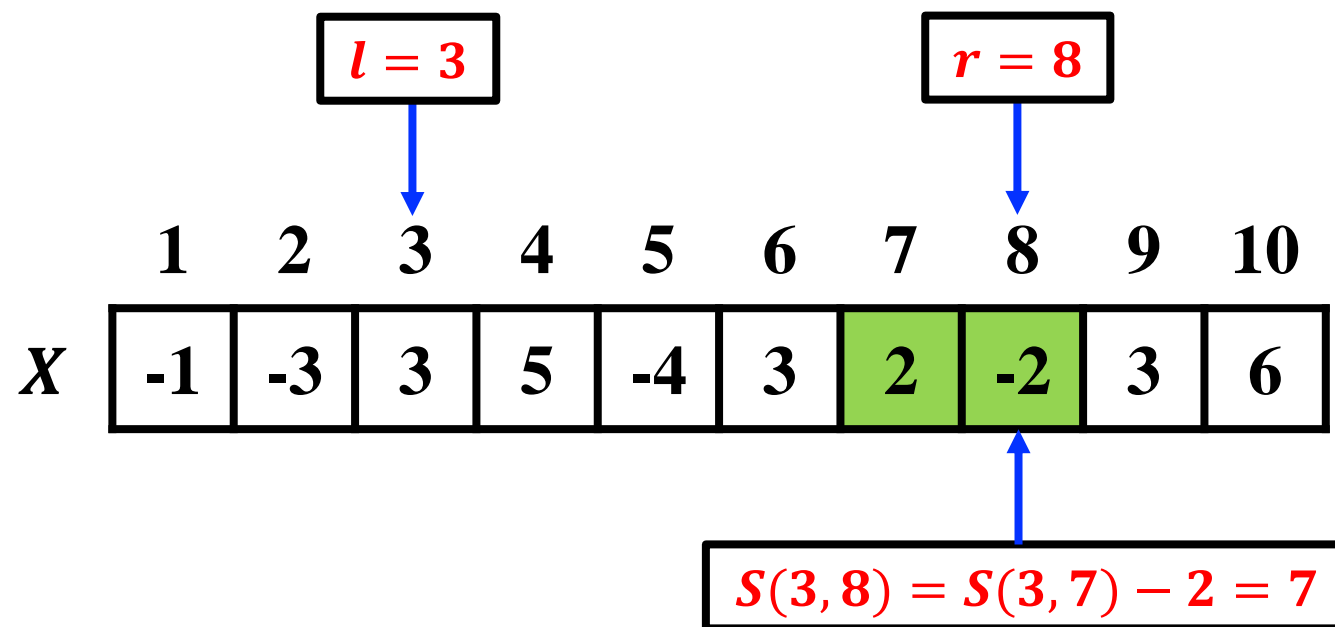 l = 3 r = 8
1 2 3 4 5 6 7 8 9 10
X -1 -3 3 5 -4 3 2 -2 3 6
S(3, 8) = S(3, 7) − 2 = 7